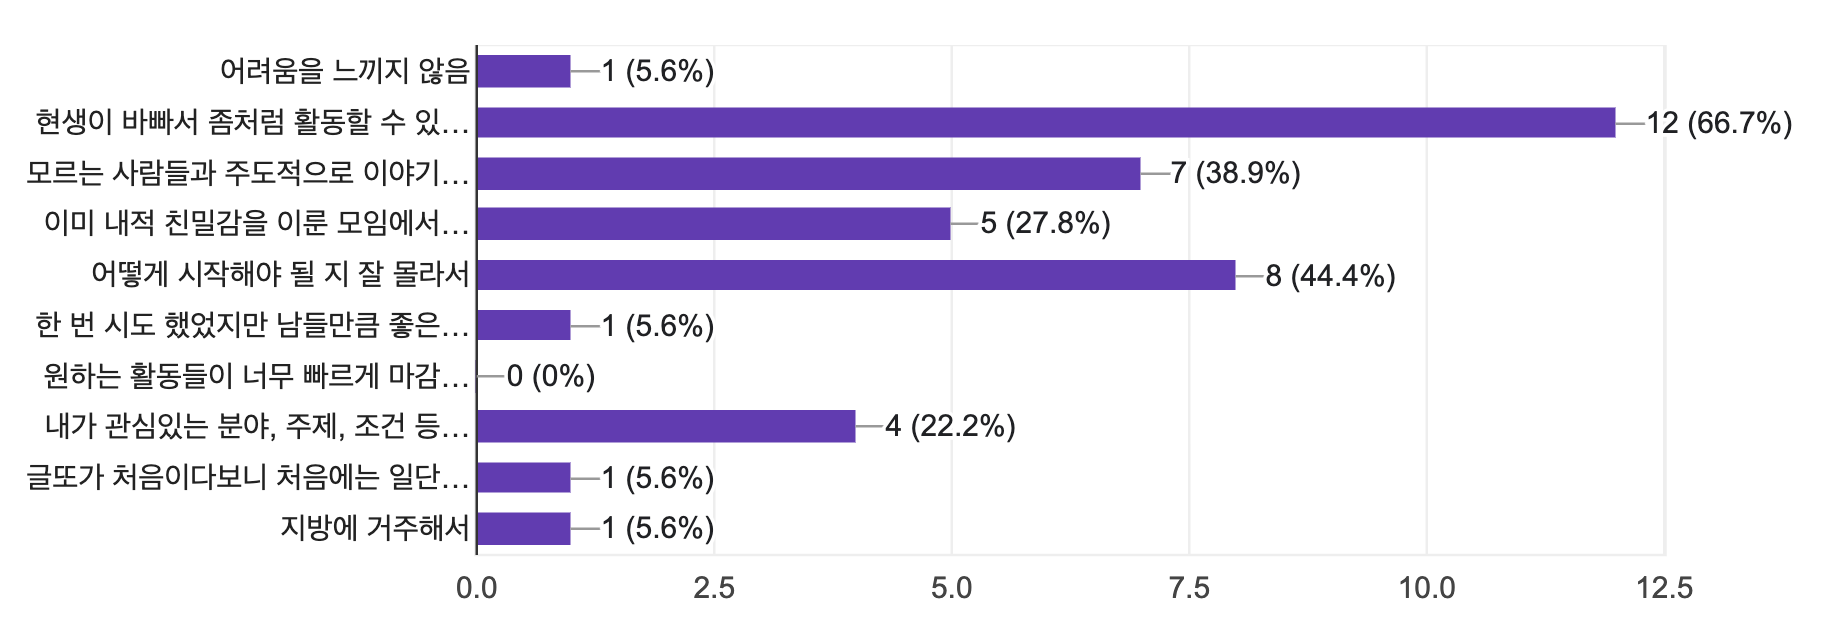 어려움을 느끼지 않음 1 (5.6%)
현생이 바빠서 좀처럼 활동할 수 있… 12 (66.7%)
모르는 사람들과 주도적으로 이야기… 7 (38.9%)
이미 내적 친밀감을 이룬 모임에서… 5 (27.8%)
어떻게 시작해야 될 지 잘 몰라서 8 (44.4%)
한 번 시도 했었지만 남들만큼 좋은… 1 (5.6%)
원하는 활동들이 너무 빠르게 마감… 0 (0%)
내가 관심있는 분야, 주제, 조건 등… 4 (22.2%)
글또가 처음이다보니 처음에는 일단… 1 (5.6%)
지방에 거주해서 1 (5.6%)
0.0 2.5 5.0 7.5 10.0 12.5